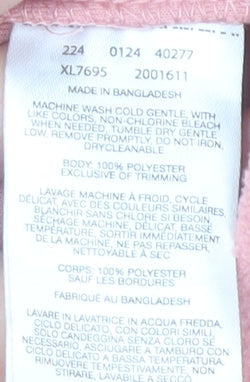 224 0124 40277
XL7695 2001611
MADE IN BANGLADESH
MACHINE WASH COLD GENTLE, WITH
LIKE COLORS, NON-CHLORINE BLEACH
WHEN NEEDED, TUMBLE DRY GENTLE
LOW, REMOVE PROMPTLY, DO NOT IRON,
DRYCLEANABLE
BODY: 100% POLYESTER
EXCLUSIVE OF TRIMMING
LAVAGE MACHINE À FROID, CYCLE
DÉLICAT, AVEC DES COULEURS SIMILAIRES,
BLANCHIR SANS CHLORE SI BESOIN,
SÉCHAGE MACHINE, DÉLICAT, BASSE
TEMPÉRATURE, SORTIR IMMÉDIATEMENT
DE LA MACHINE, NE PAS REPASSER,
NETTOYABLE À SEC
CORPS: 100% POLYESTER
SAUF LES BORDURES
FABRIQUÉ AU BANGLADESH
LAVARE IN LAVATRICE IN ACQUA FREDDA,
CICLO DELICATO, CON COLORI SIMILI,
SOLO CANDEGGINA SENZA CLORO SE
NECESSARIO, ASCIUGARE A TAMBURO CON
CICLO DELICATO A BASSA TEMPERATURA,
RIMUOVERE TEMPESTIVAMENTE, NON
STIRARE, LAVABILE A SECCO